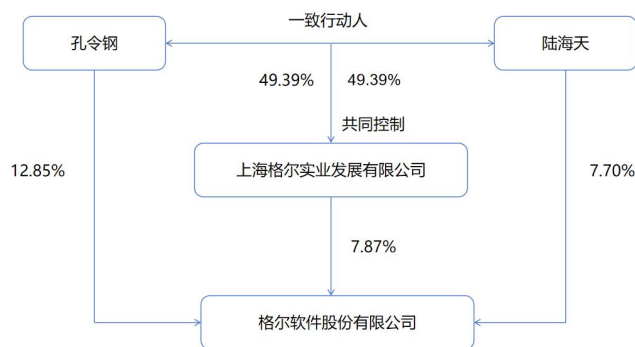 一致行动人
孔令钢
陆海天
49.39%
49.39%
共同控制
12.85%
上海格尔实业发展有限公司
7.70%
7.87%
格尔软件股份有限公司